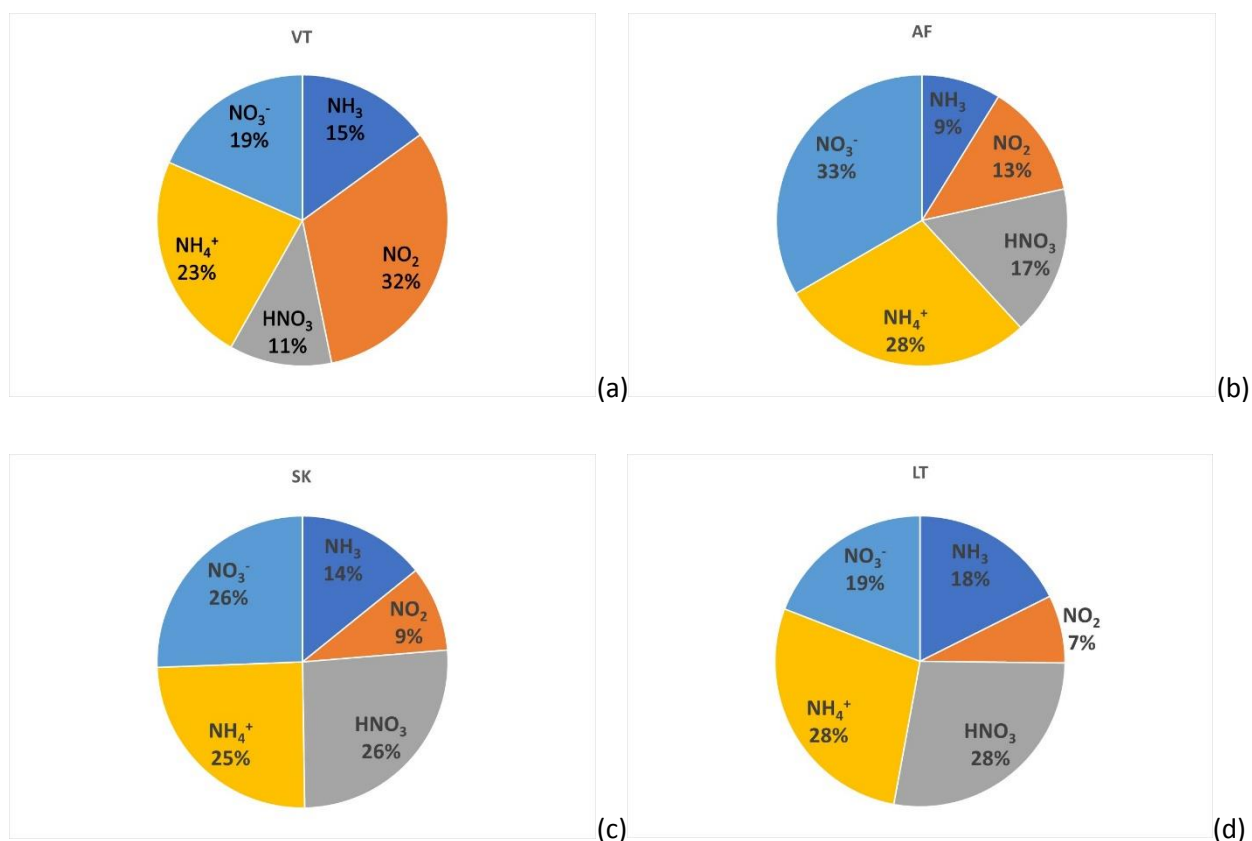 VT
NO₃⁻
19%
NH₃
15%
NH₄⁺
23%
NO₂
32%
HNO₃
11%
(a)
AF
NH₃
9%
NO₃⁻
33%
NO₂
13%
HNO₃
17%
NH₄⁺
28%
(b)
SK
NH₃
14%
NO₃⁻
26%
NO₂
9%
NH₄⁺
25%
HNO₃
26%
(c)
LT
NO₃⁻
19%
NH₃
18%
NO₂
7%
NH₄⁺
28%
HNO₃
28%
(d)